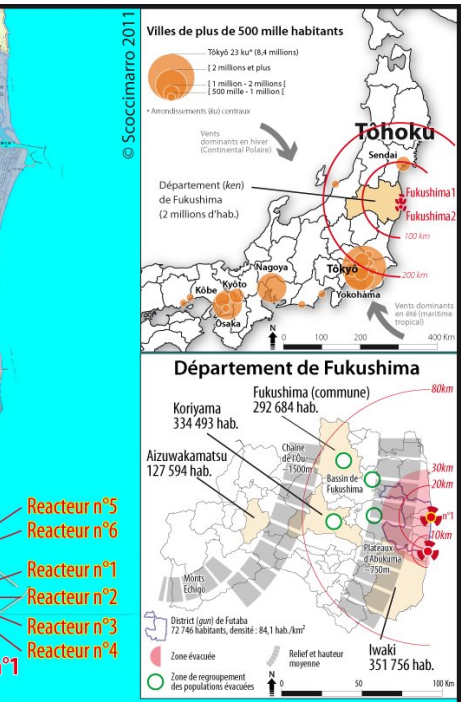 © Scoccimarro 2011
Villes de plus de 500 mille habitants
Tôkyô 23 ku* (8,4 millions)
[ 2 millions et plus
[ 1 million - 2 millions [
[ 500 mille - 1 million [
* Arrondissements (ku) centraux
Vents
dominants en hiver
(Continental Polaire)
Tôhoku
Sendai
Département (ken)
de Fukushima
(2 millions d'hab.)
Fukushima1
Fukushima2
100 km
200 km
Nagoya
Tôkyô
Kôbe
Kyôto
Yokohama
Osaka
Vents dominants
en été (maritime
tropical)
N
0 100 200 400 Km
Département de Fukushima
80km
Fukushima (commune)
292 684 hab.
Koriyama
334 493 hab.
Aizuwakamatsu
127 594 hab.
Chaîne
de l'Ôu
~1500m
Bassin de
Fukushima
30km
20km
n°1
10km
Plateaux
d'Abukuma
~750m
Monts
Echigo
District (gun) de Futaba
72 746 habitants, densité : 84,1 hab./km²
Iwaki
351 756 hab.
Zone évacuée
Relief et hauteur
moyenne
Zone de regroupement
des populations évacuées
N
0 50 100 Km
Reacteur n°5
Reacteur n°6
Reacteur n°1
Reacteur n°2
Reacteur n°3
Reacteur n°4
n°1